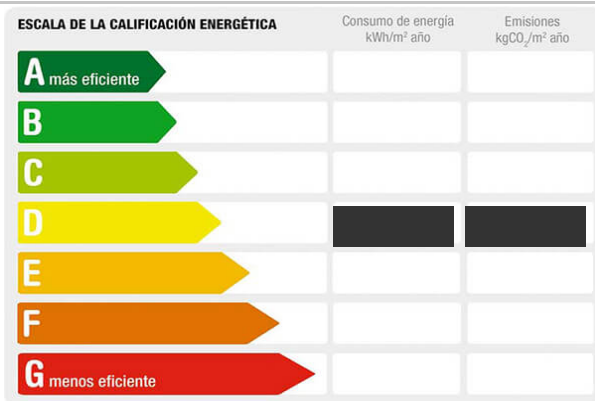 ESCALA DE LA CALIFICACIÓN ENERGÉTICA
Consumo de energía
kWh/m² año
Emisiones
kgCO₂/m² año
A más eficiente
B
C
D
E
F
G menos eficiente